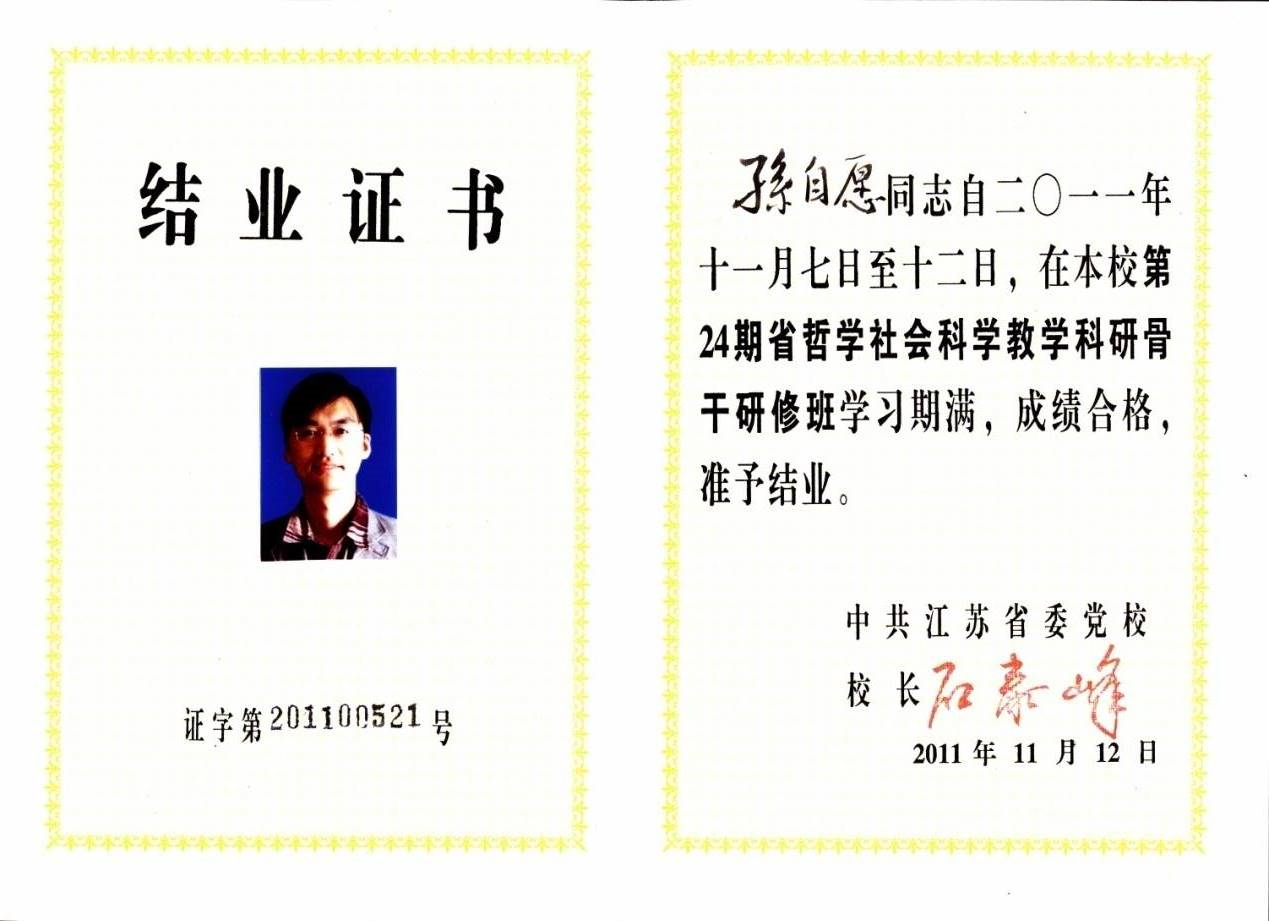 结业证书
证字第201100521号
孫自愿同志自二〇一一年
十一月七日至十二日，在本校第
24期省哲学社会科学教学科研骨
干研修班学习期满，成绩合格，
准予结业。
中共江苏省委党校
校长石泰峰
2011年11月12日